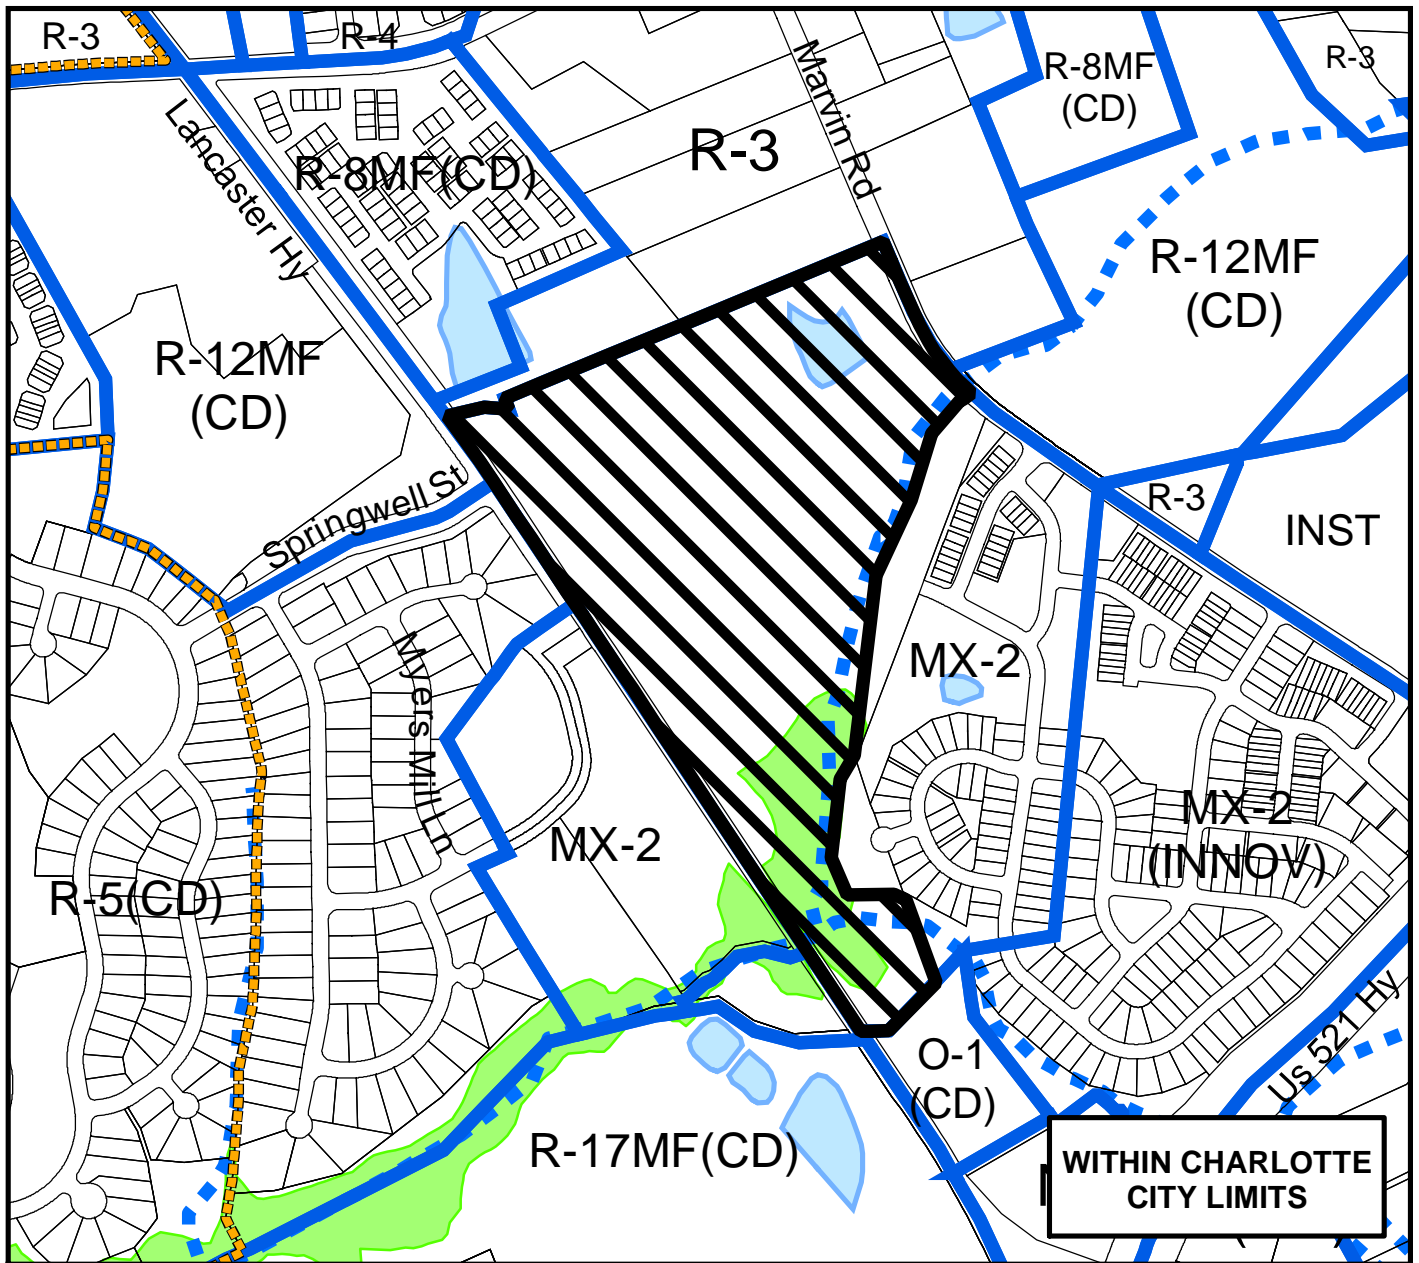 R-3
R-4
R-8MF
(CD)
R-3
Marvin Rd
Lancaster Hy
R-8MF(CD)
R-3
R-12MF
(CD)
R-12MF
(CD)
Springwell St
R-3
INST
Myers Mill Ln
MX-2
MX-2
MX-2
(INNOV)
R-5(CD)
Us 521 Hy
O-1
(CD)
R-17MF(CD)
WITHIN CHARLOTTE
CITY LIMITS